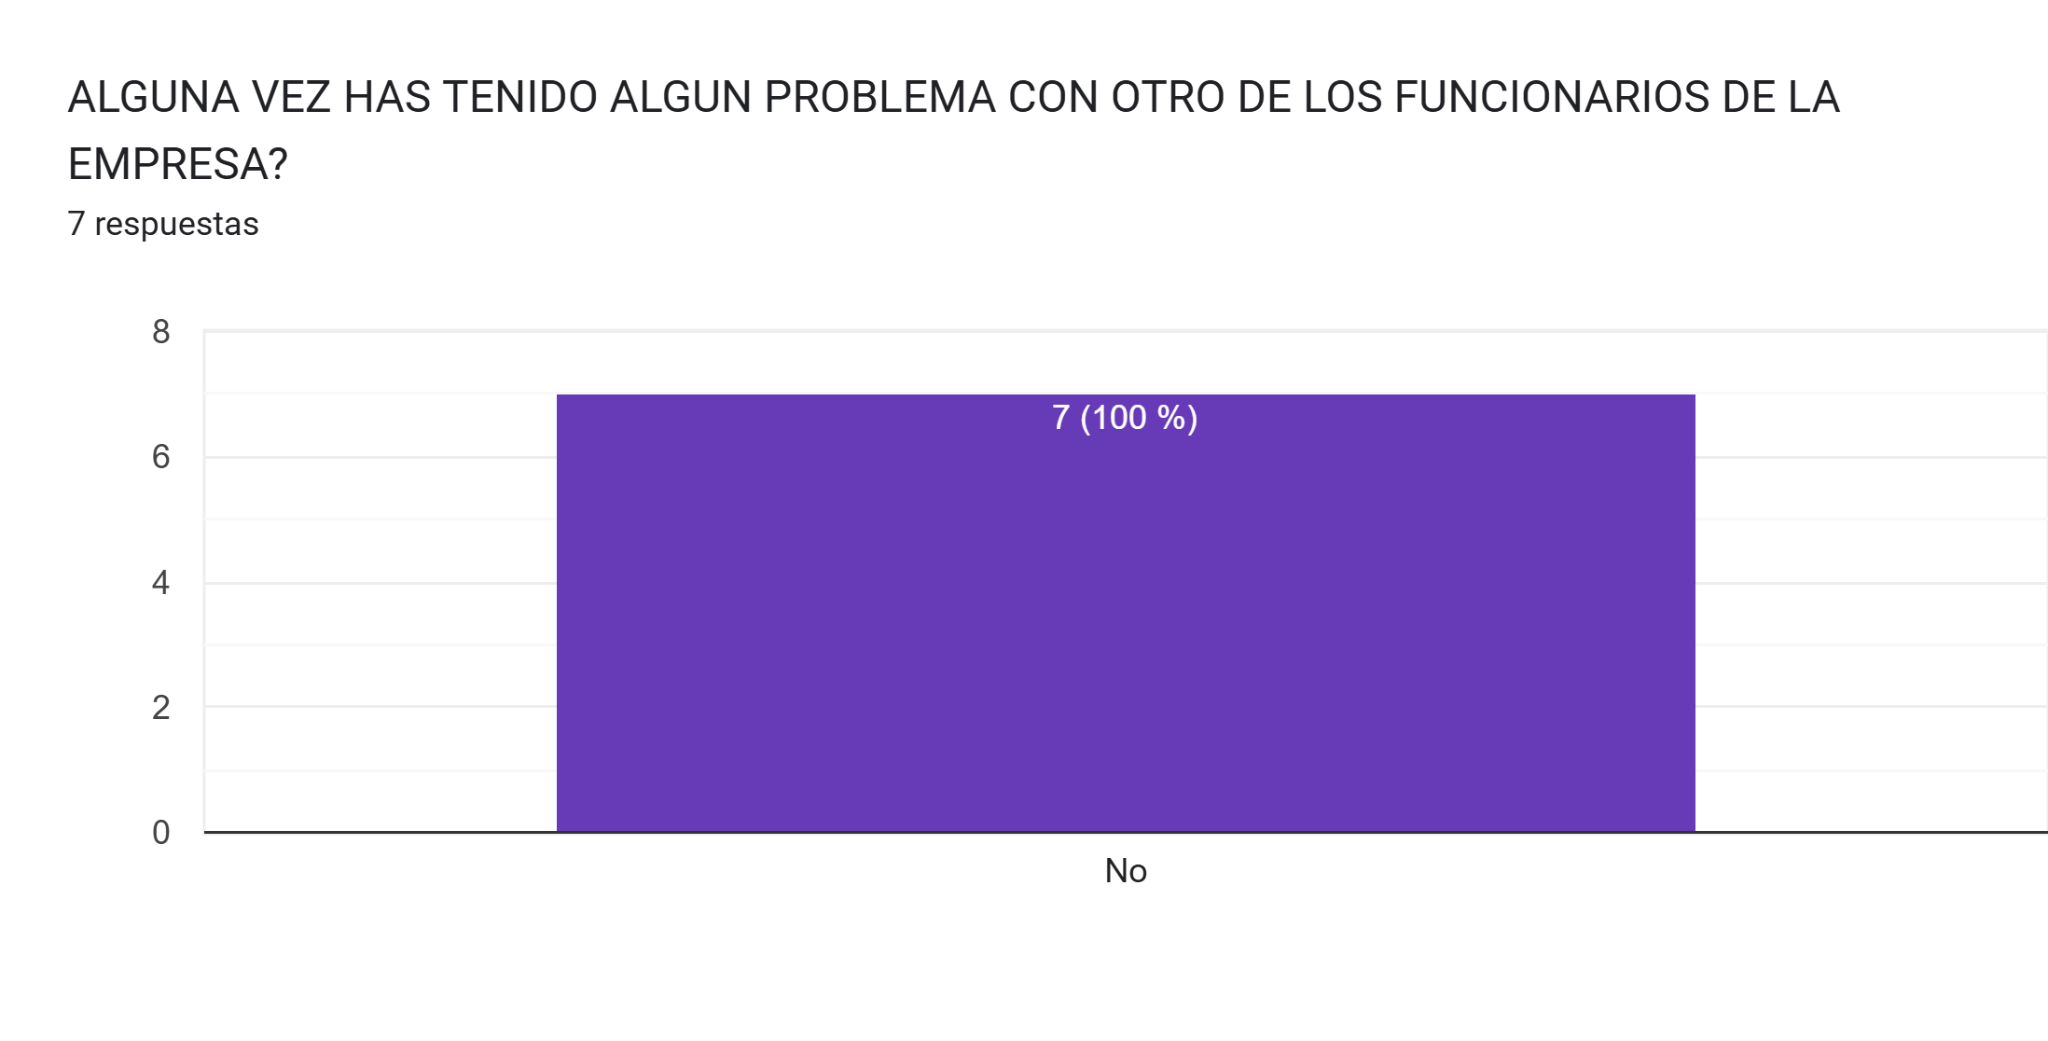 ALGUNA VEZ HAS TENIDO ALGUN PROBLEMA CON OTRO DE LOS FUNCIONARIOS DE LA
EMPRESA?
7 respuestas
8
7 (100 %)
6
4
2
0
No